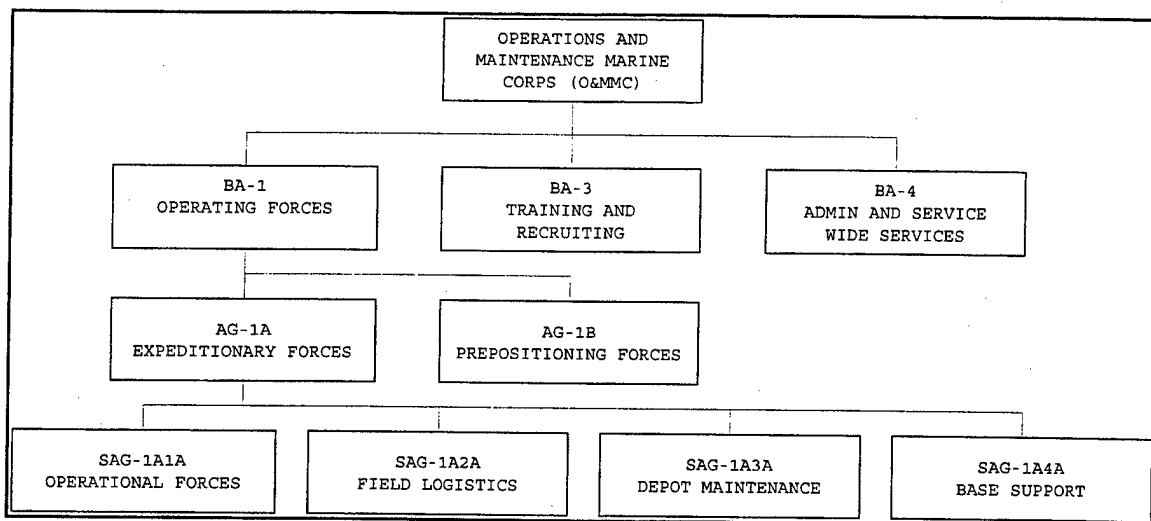 OPERATIONS AND
MAINTENANCE MARINE
CORPS (O&MMC)
BA-1
OPERATING FORCES
BA-3
TRAINING AND
RECRUITING
BA-4
ADMIN AND SERVICE
WIDE SERVICES
AG-1A
EXPEDITIONARY FORCES
AG-1B
PREPOSITIONING FORCES
SAG-1A1A
OPERATIONAL FORCES
SAG-1A2A
FIELD LOGISTICS
SAG-1A3A
DEPOT MAINTENANCE
SAG-1A4A
BASE SUPPORT